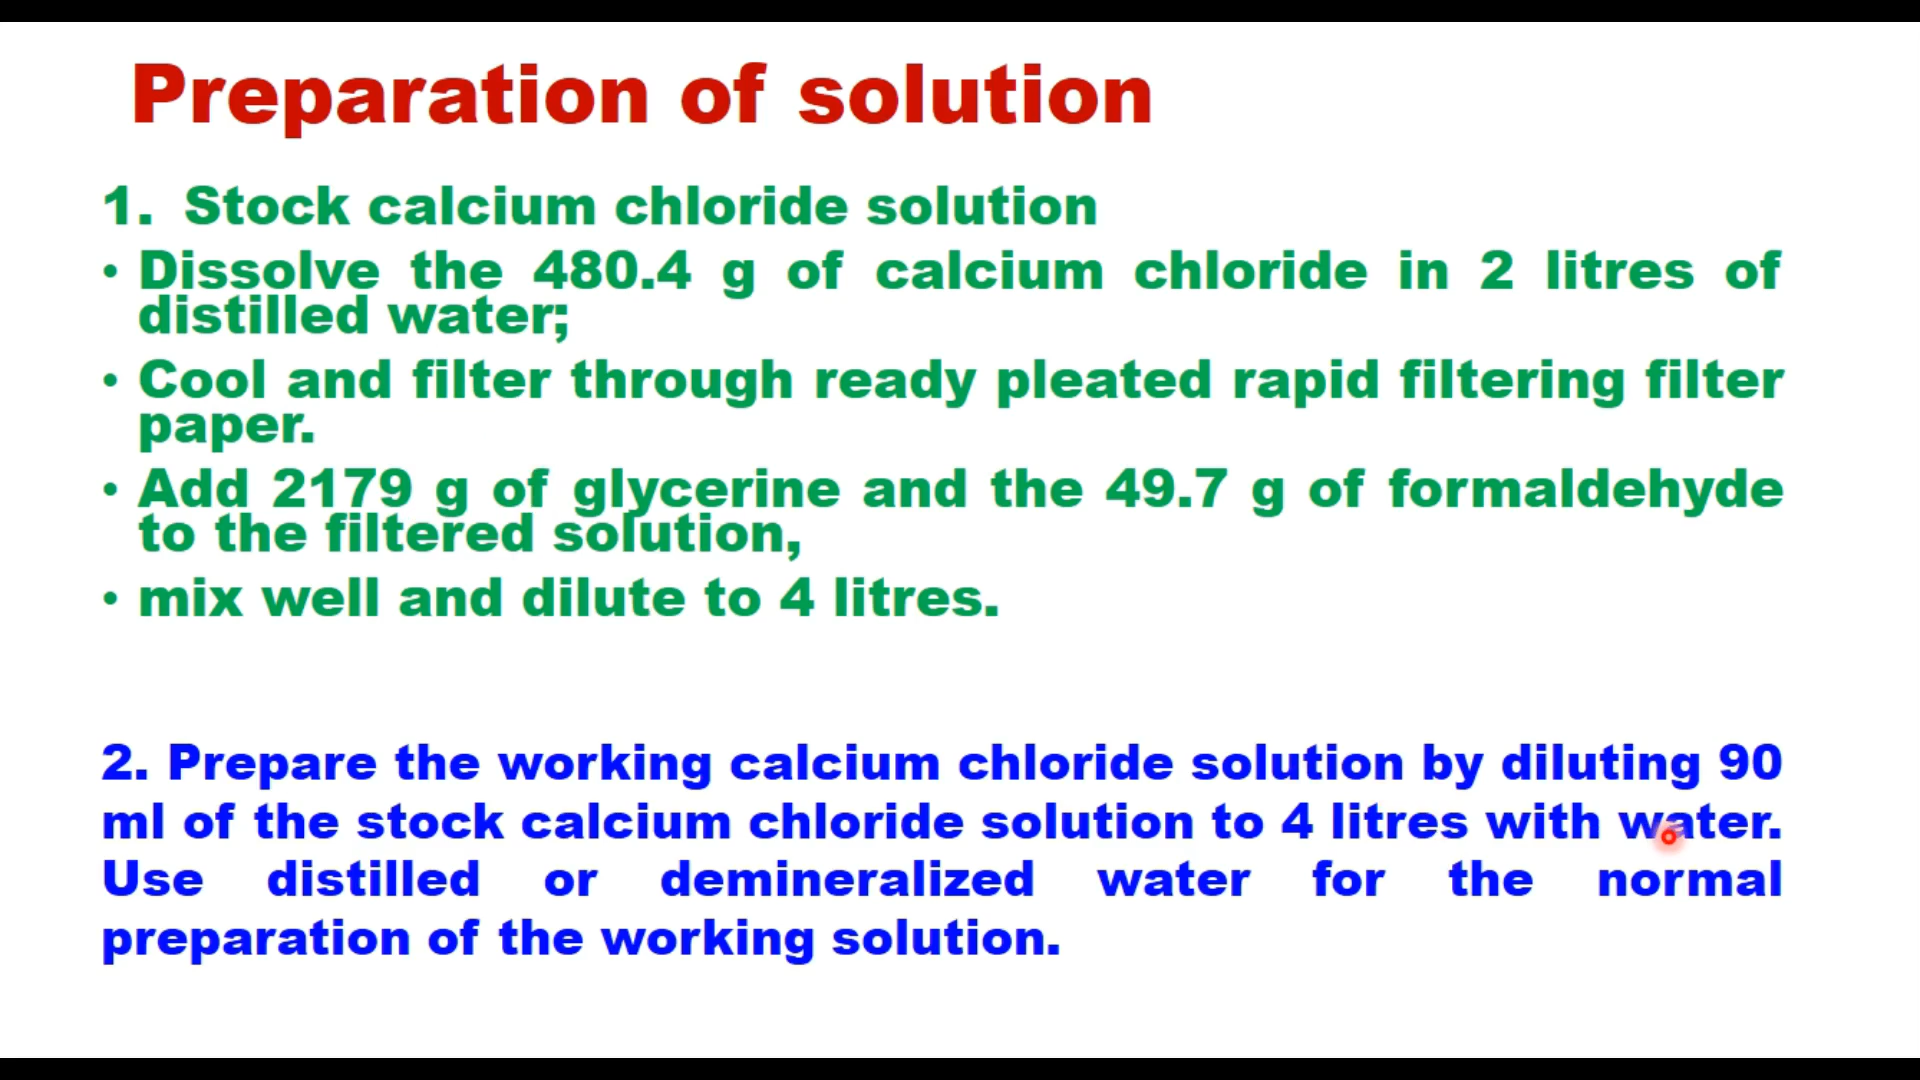 Preparation of solution
1. Stock calcium chloride solution
• Dissolve the 480.4 g of calcium chloride in 2 litres of
distilled water;
• Cool and filter through ready pleated rapid filtering filter
paper.
• Add 2179 g of glycerine and the 49.7 g of formaldehyde
to the filtered solution,
• mix well and dilute to 4 litres.
2. Prepare the working calcium chloride solution by diluting 90
ml of the stock calcium chloride solution to 4 litres with water.
Use distilled or demineralized water for the normal
preparation of the working solution.